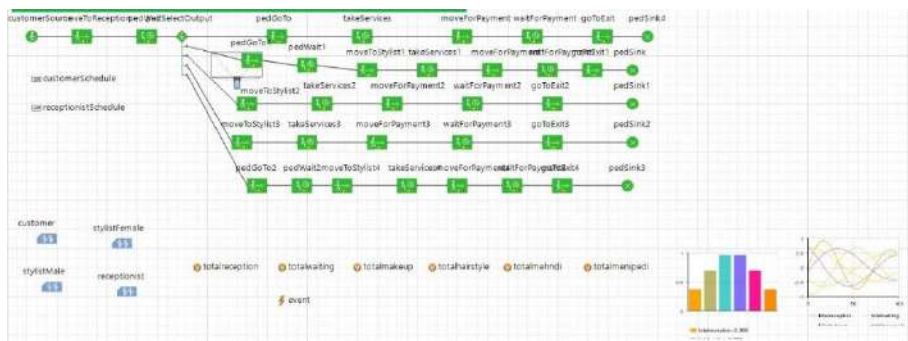 customerSource moveToReception pedWait pedSelectOutput pedGoTo takeServices moveForPayment waitForPayment goToExit pedSink4
pedGoTo1 pedWait1 moveToStylist1 takeServices1 moveForPayment1 waitForPayment1 goToExit1 pedSink
customerSchedule
moveToStylist2 takeServices2 moveForPayment2 waitForPayment2 goToExit2 pedSink1
receptionistSchedule
moveToStylist3 takeServices3 moveForPayment3 waitForPayment3 goToExit3 pedSink2
pedGoTo2 pedWait2 moveToStylist4 takeServices4 moveForPayment4 waitForPayment4 goToExit4 pedSink3
customer stylistFemale
stylistMale receptionist
totalreception totalwaiting totalmakeup totalhairstyle totalmehndi totalmenipedi
event